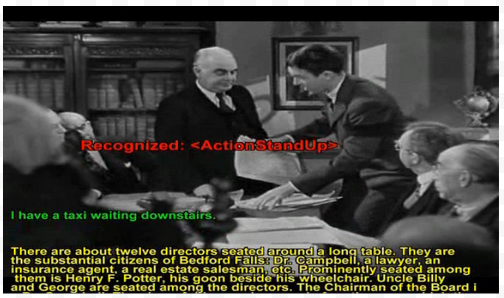 Recognized: <ActionStandUp>
I have a taxi waiting downstairs.
There are about twelve directors seated around a long table. They are
the substantial citizens of Bedford Falls: Dr. Campbell, a lawyer, an
insurance agent, a real estate salesman, etc. Prominently seated among
them is Henry F. Potter, his goon beside his wheelchair. Uncle Billy
and George are seated among the directors. The Chairman of the Board i